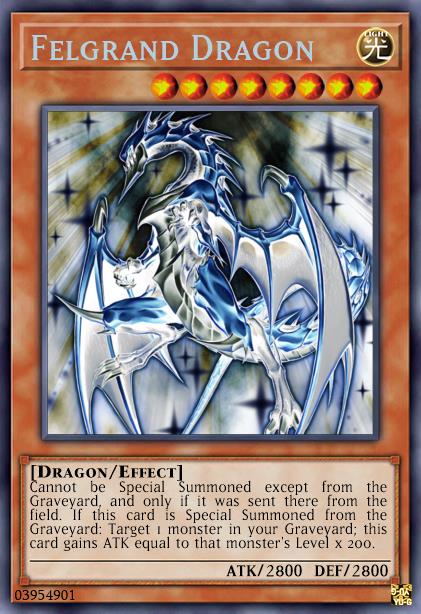 FELGRAND DRAGON
LIGHT
光
[DRAGON/EFFECT]
Cannot be Special Summoned except from the
Graveyard, and only if it was sent there from the
field. If this card is Special Summoned from the
Graveyard: Target 1 monster in your Graveyard; this
card gains ATK equal to that monster's Level x 200.
ATK/2800 DEF/2800
03954901